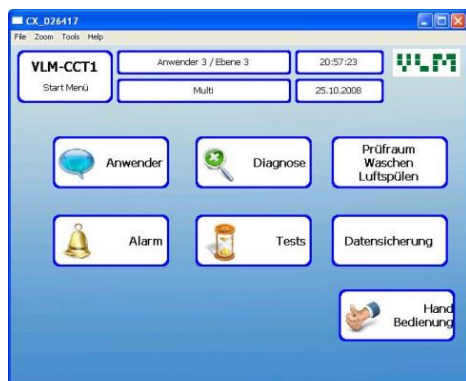 CX_026417
File Zoom Tools Help
VLM-CCT1
Start Menü
Anwender 3 / Ebene 3
20:57:23
Multi
25.10.2008
VLM
Anwender
Diagnose
Prüfraum
Waschen
Luftspülen
Alarm
Tests
Datensicherung
Hand
Bedienung